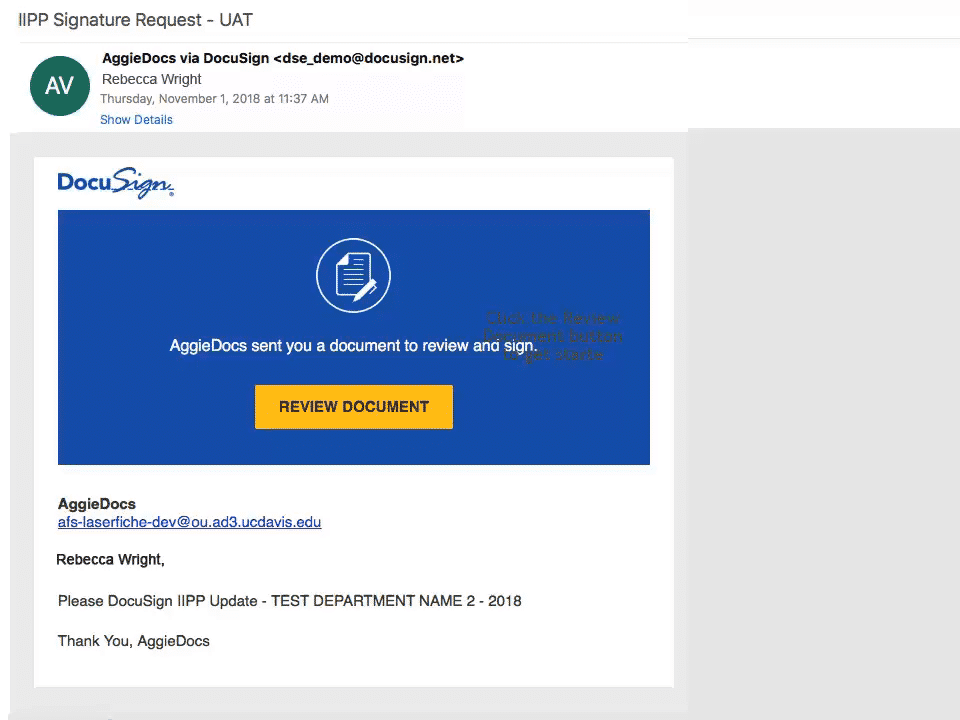 IIPP Signature Request - UAT
AggieDocs via DocuSign <dse_demo@docusign.net>
AV
Rebecca Wright
Thursday, November 1, 2018 at 11:37 AM
Show Details
DocuSign
Click the Review
Document button
to get starte
AggieDocs sent you a document to review and sign.
REVIEW DOCUMENT
AggieDocs
afs-laserfiche-dev@ou.ad3.ucdavis.edu
Rebecca Wright,
Please DocuSign IIPP Update - TEST DEPARTMENT NAME 2 - 2018
Thank You, AggieDocs